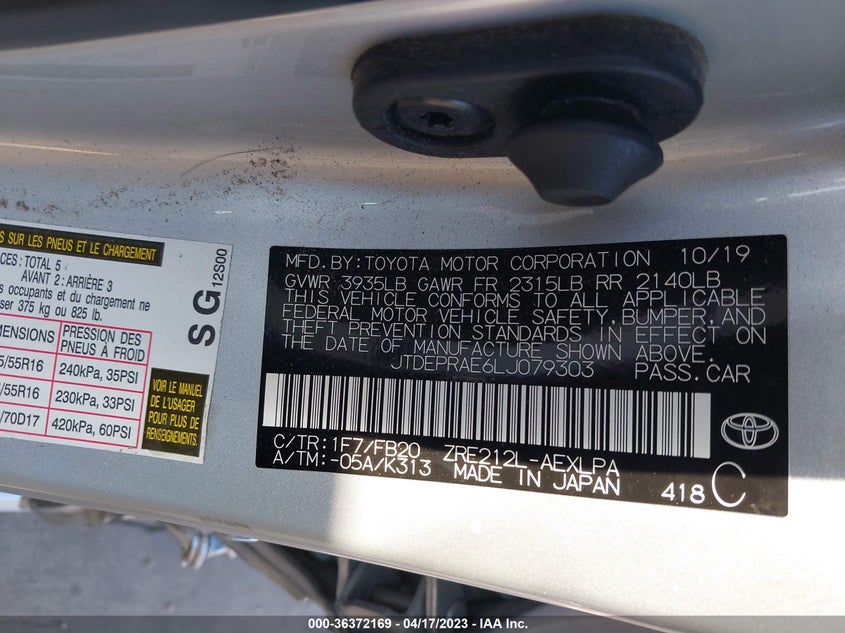 S SUR LES PNEUS ET LE CHARGEMENT
CES: TOTAL 5
AVANT 2: ARRIÈRE 3
occupants et du chargement ne
ser 375 kg ou 825 lb.
MENSIONS PRESSION DES PNEUS À FROID
5/55R16 240kPa, 35PSI
/55R16 230kPa, 33PSI
/70D17 420kPa, 60PSI
VOIR LE MANUEL
DE L'USAGER
POUR PLUS DE
RENSEIGNEMENTS
SG 12S00
MFD. BY: TOYOTA MOTOR CORPORATION 10/19
GVWR 3935LB GAWR FR 2315LB RR 2140LB
THIS VEHICLE CONFORMS TO ALL APPLICABLE
FEDERAL MOTOR VEHICLE SAFETY, BUMPER, AND
THEFT PREVENTION STANDARDS IN EFFECT ON
THE DATE OF MANUFACTURE SHOWN ABOVE.
JTDEPRAE6LJ079303 PASS. CAR
C/TR: 1F7/FB20 ZRE212L-AEXLPA
A/TM: -05A/K313 MADE IN JAPAN
418 C
TOYOTA
000-36372169 - 04/17/2023 - IAA Inc.